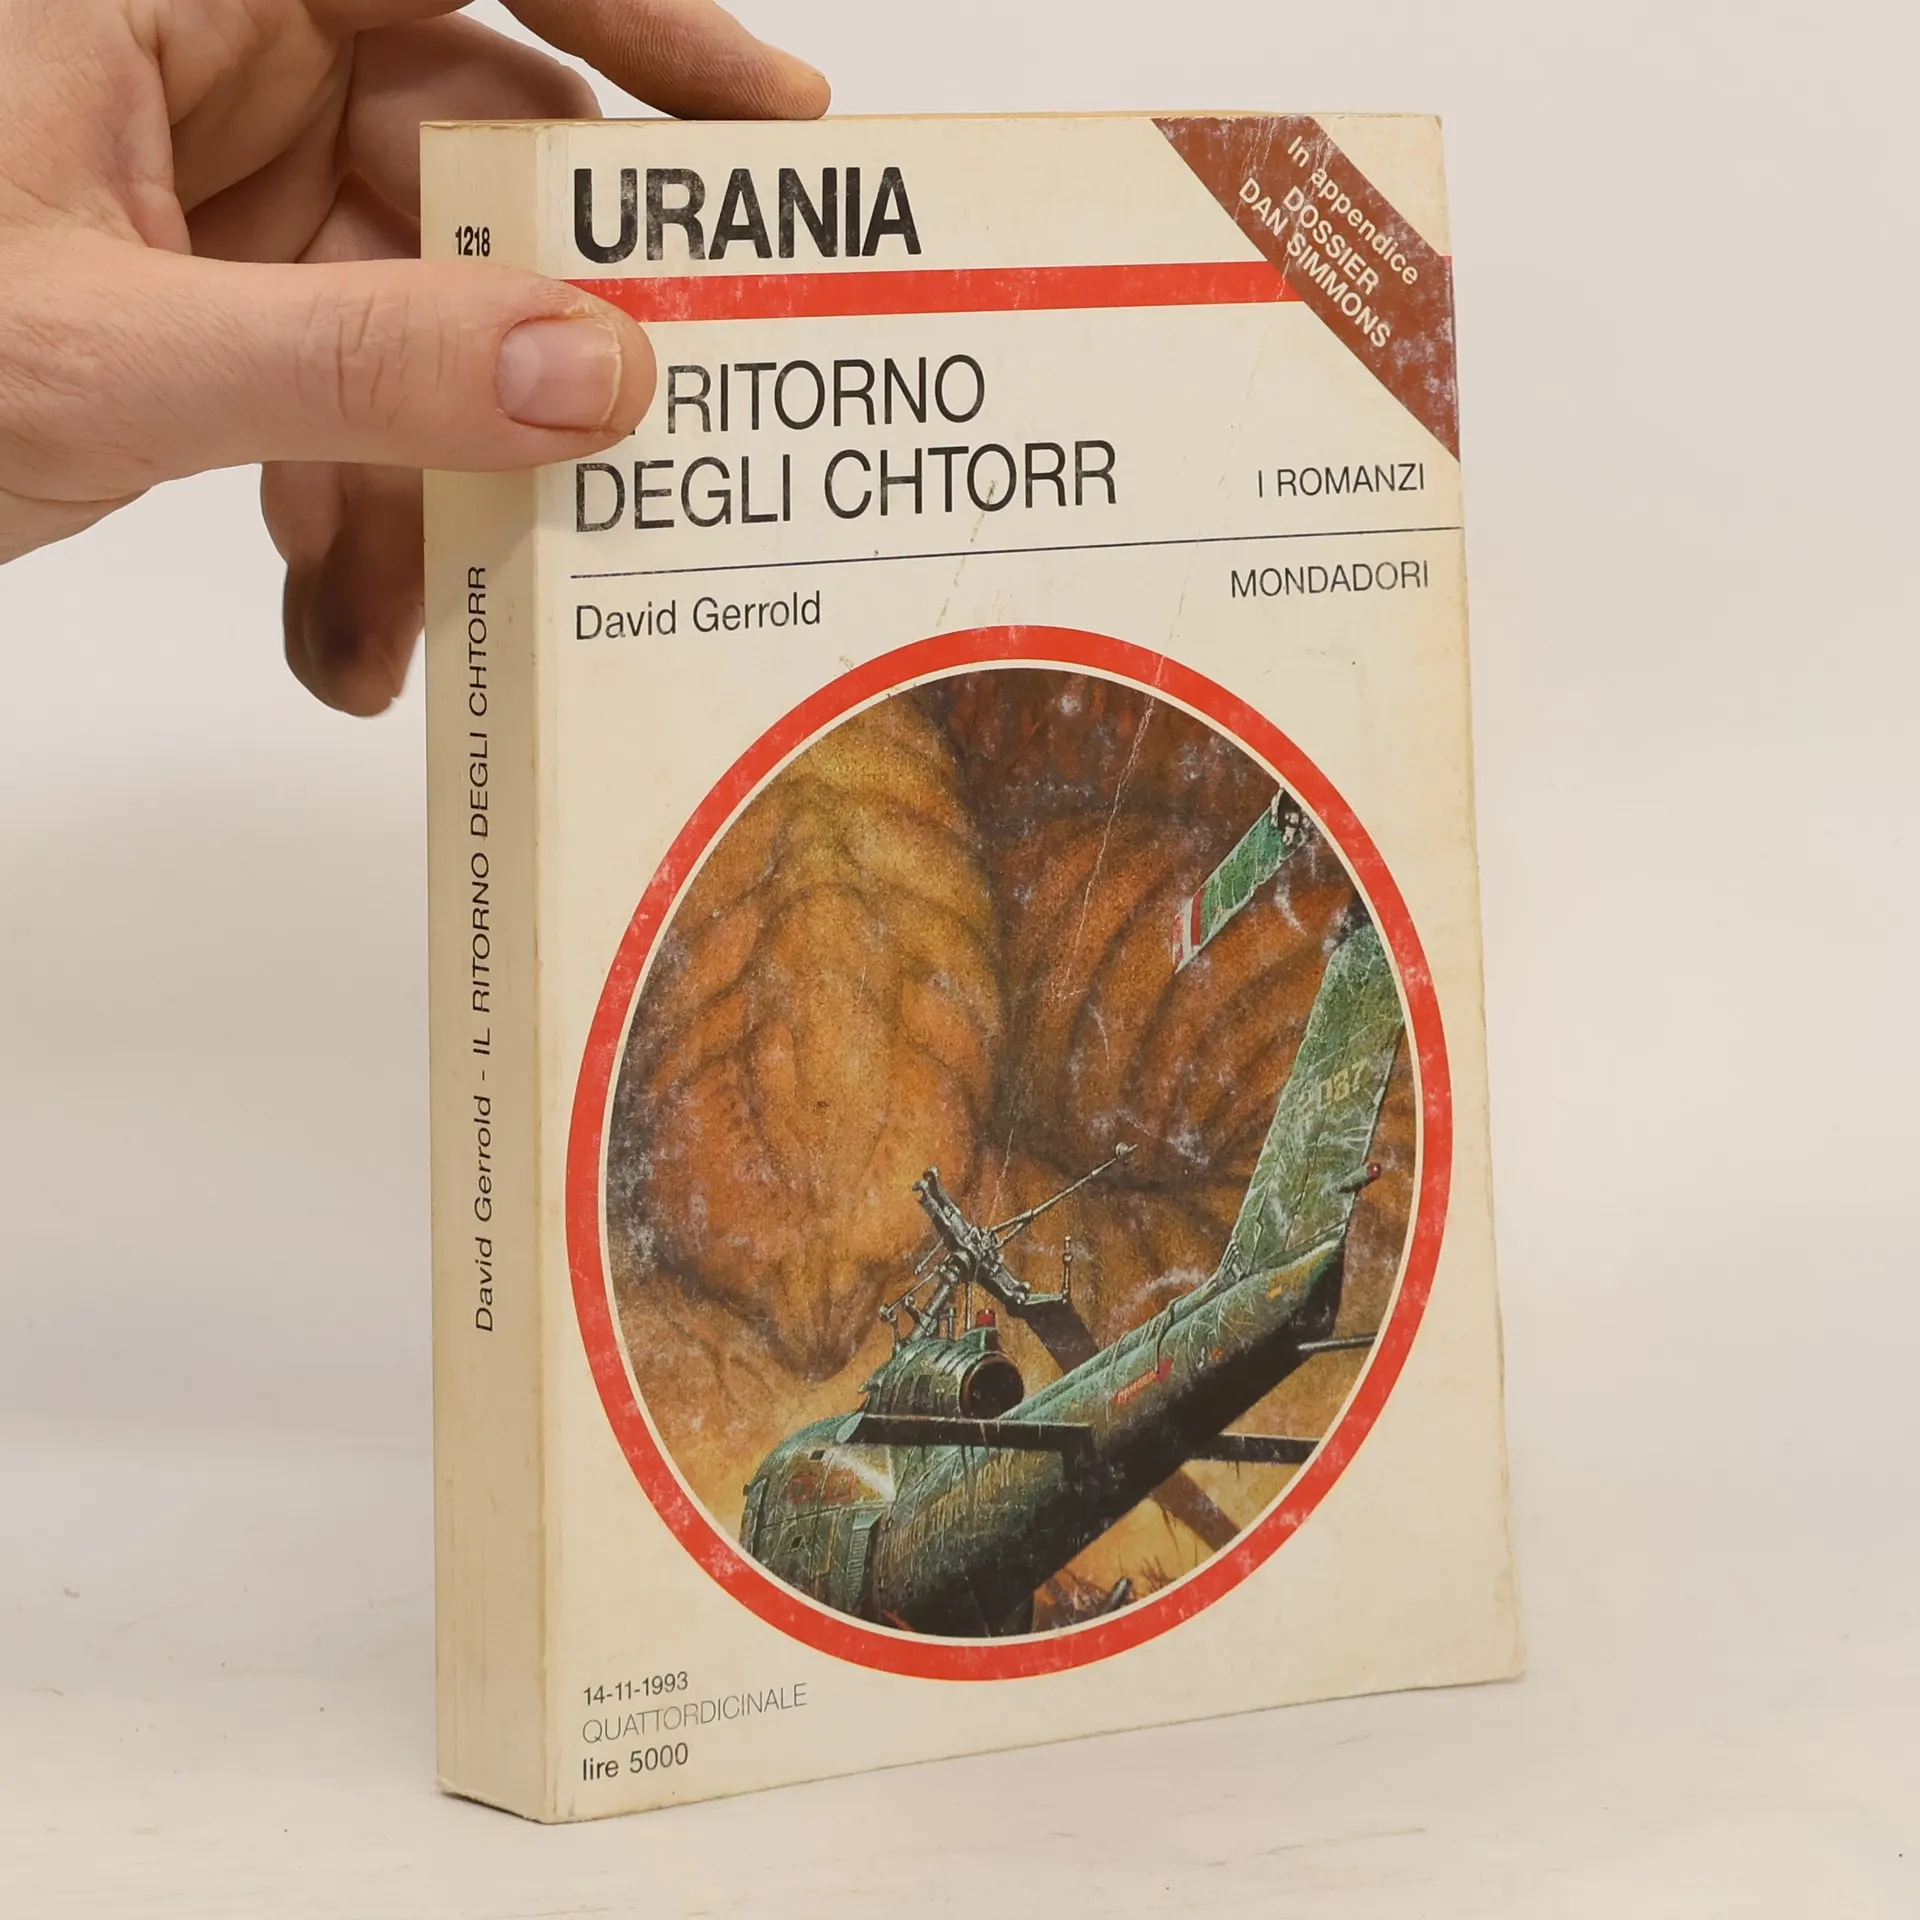 1218
David Gerrold - IL RITORNO DEGLI CHTORR
URANIA
In appendice
DOSSIER
DAN SIMMONS
RITORNO
DEGLI CHTORR
I ROMANZI
David Gerrold
MONDADORI
14-11-1993
QUATTORDICINALE
lire 5000